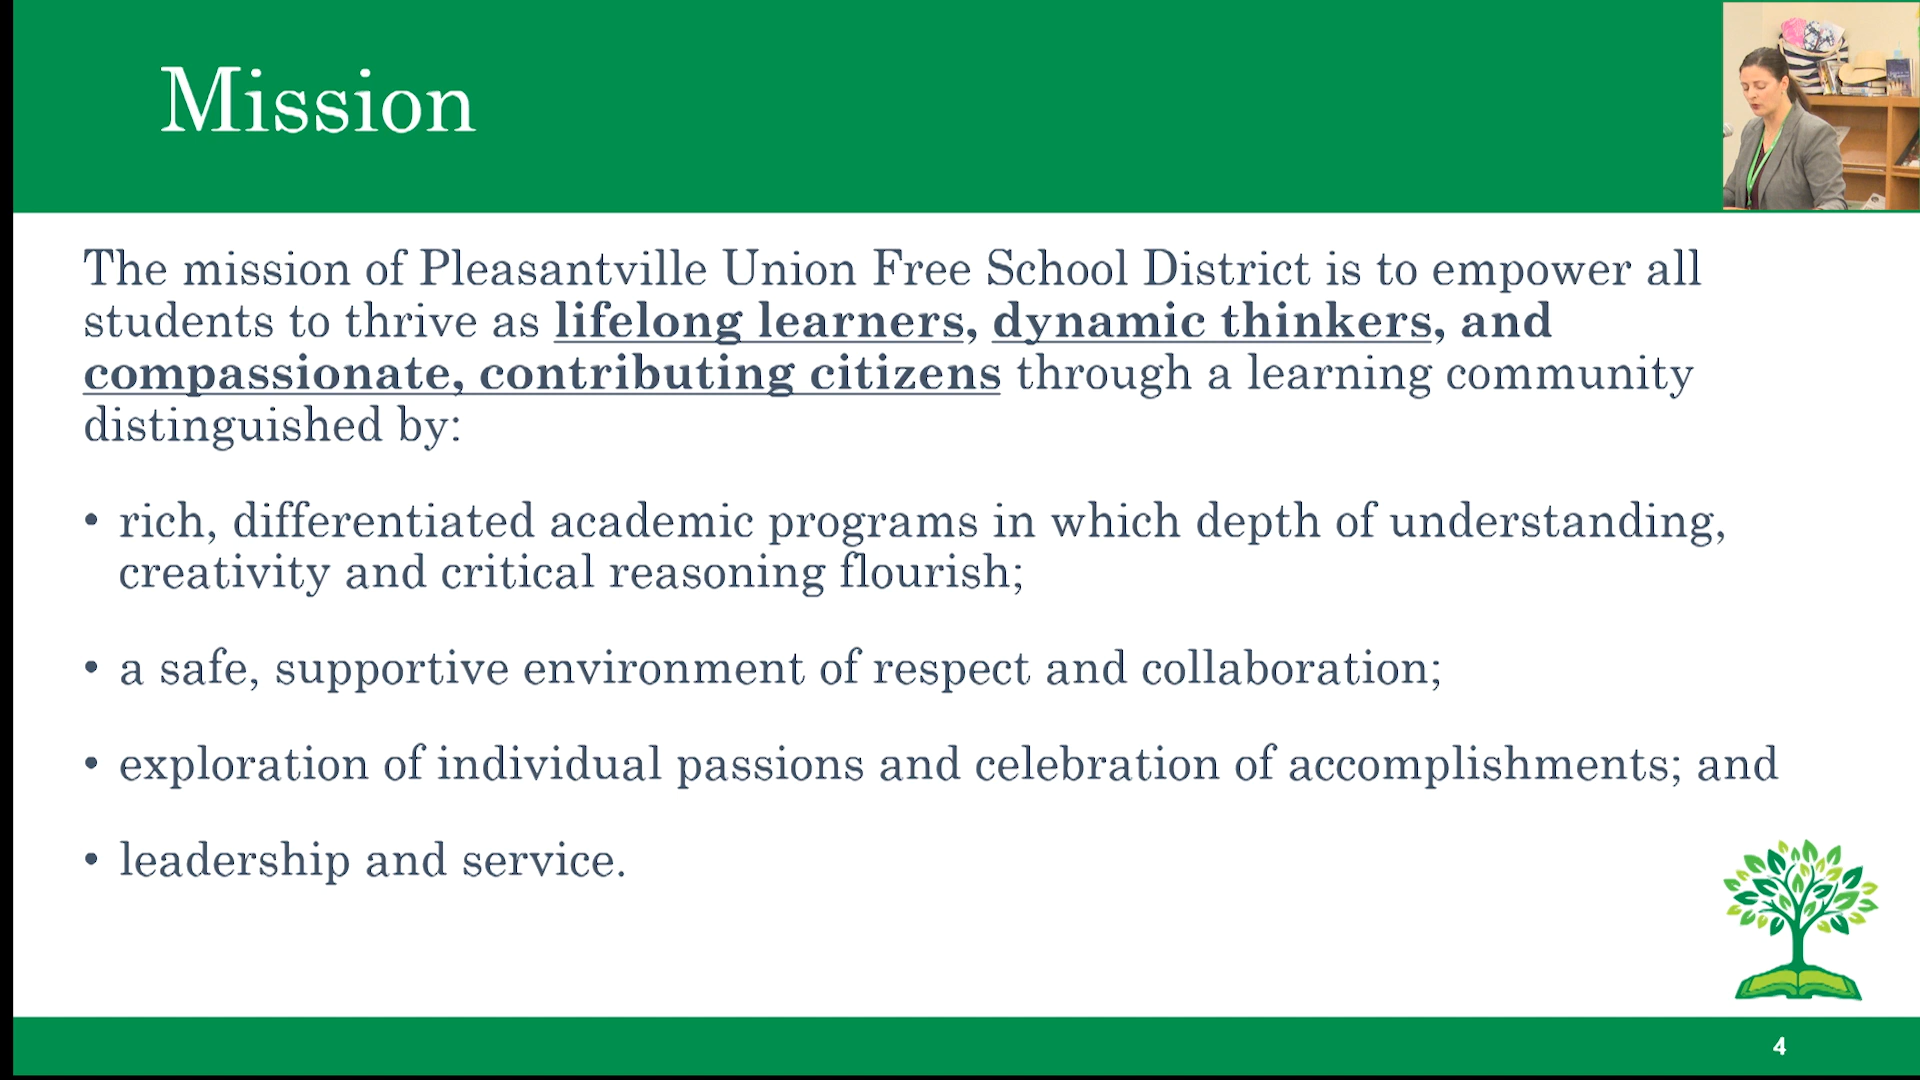 Mission
The mission of Pleasantville Union Free School District is to empower all
students to thrive as lifelong learners, dynamic thinkers, and
compassionate, contributing citizens through a learning community
distinguished by:
• rich, differentiated academic programs in which depth of understanding,
creativity and critical reasoning flourish;
• a safe, supportive environment of respect and collaboration;
• exploration of individual passions and celebration of accomplishments; and
• leadership and service.
4